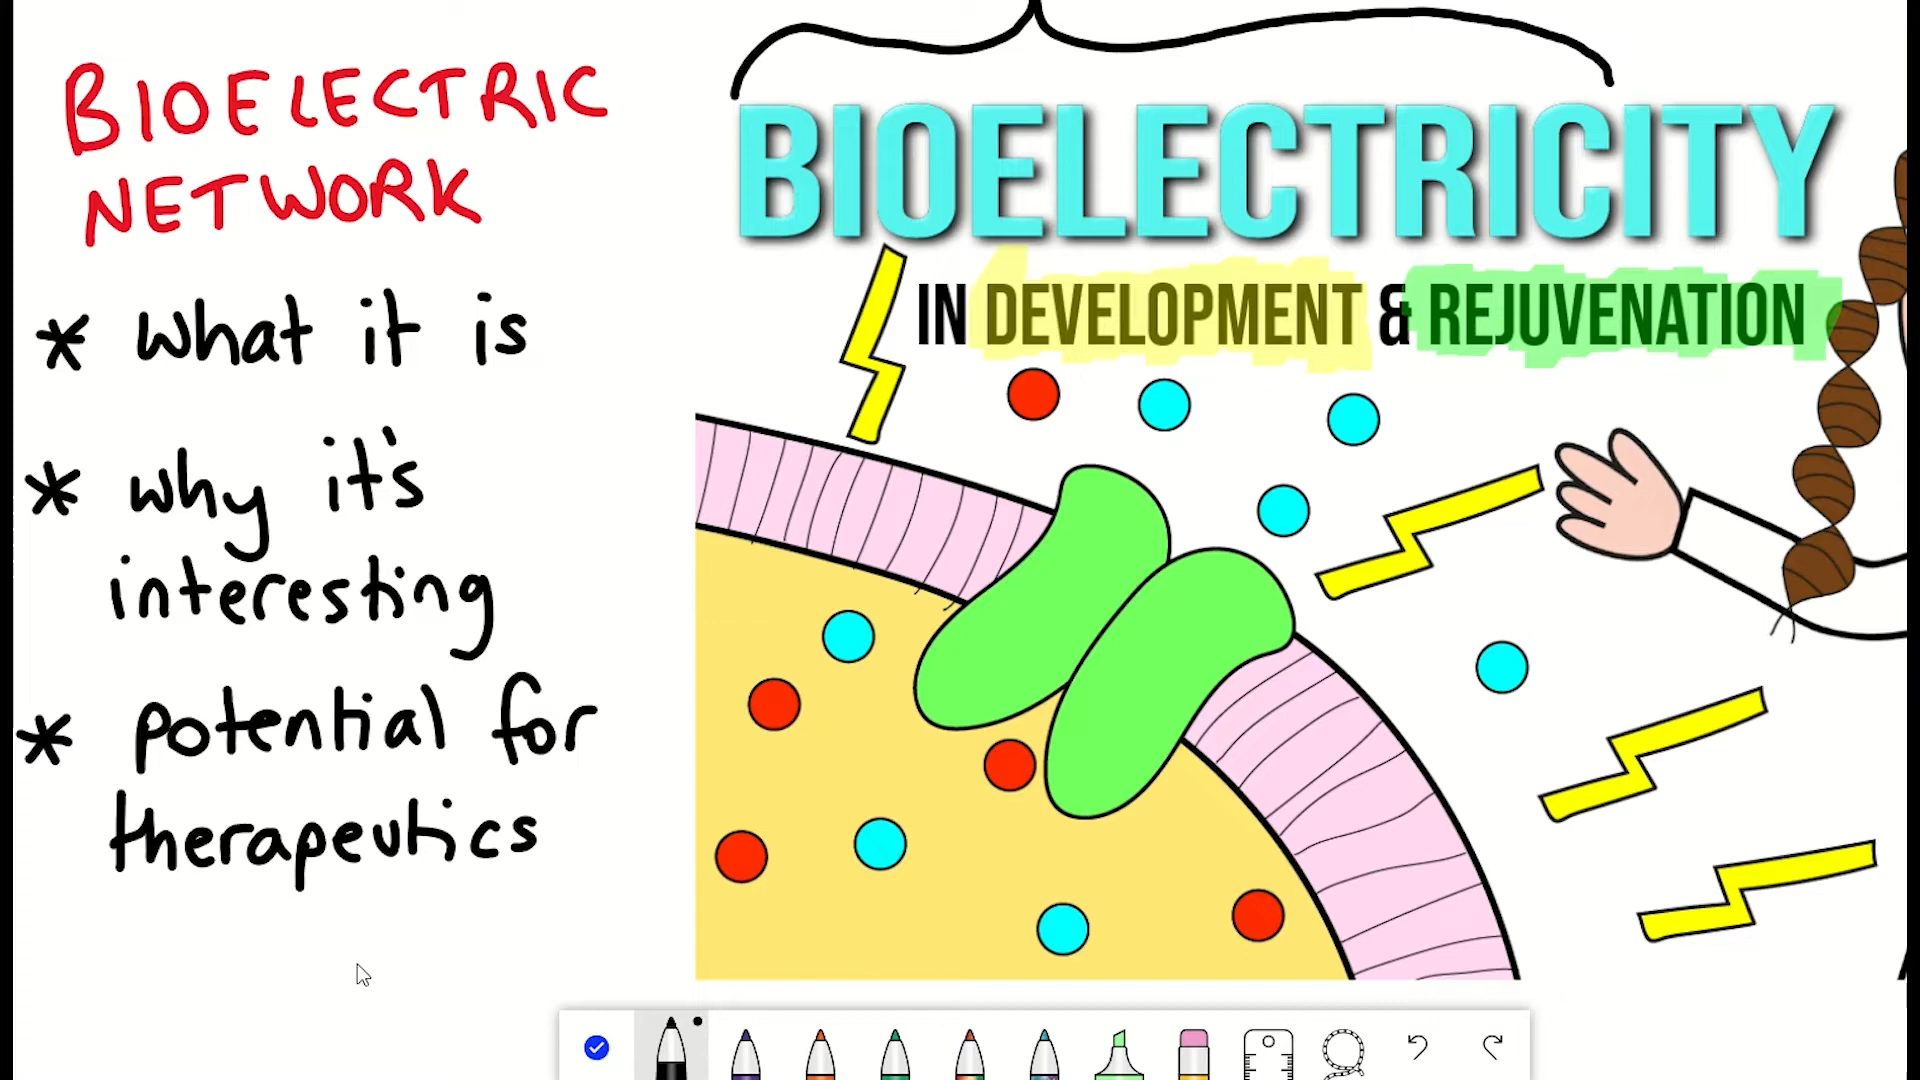 BIOELECTRIC
NETWORK
* what it is
* why it's
interesting
* potential for
therapeutics
BIOELECTRICITY
IN DEVELOPMENT & REJUVENATION